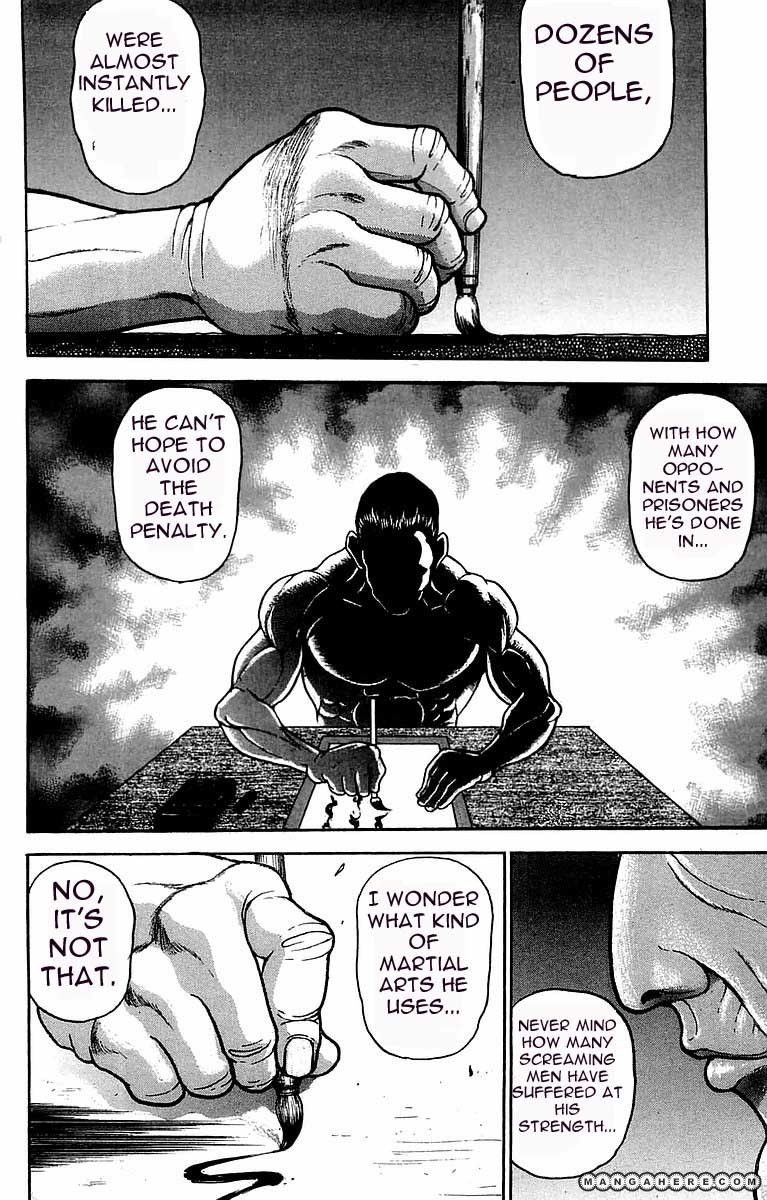 DOZENS
OF
PEOPLE,
WERE
ALMOST
INSTANTLY
KILLED...
WITH HOW
MANY
OPPO-
NENTS AND
PRISONERS
HE'S DONE
IN...
HE CAN'T
HOPE TO
AVOID
THE
DEATH
PENALTY.
NEVER MIND
HOW MANY
SCREAMING
MEN HAVE
SUFFERED AT
HIS
STRENGTH...
I WONDER
WHAT KIND
OF
MARTIAL
ARTS HE
USES...
NO,
IT'S
NOT
THAT.
MANGAHERE.COM